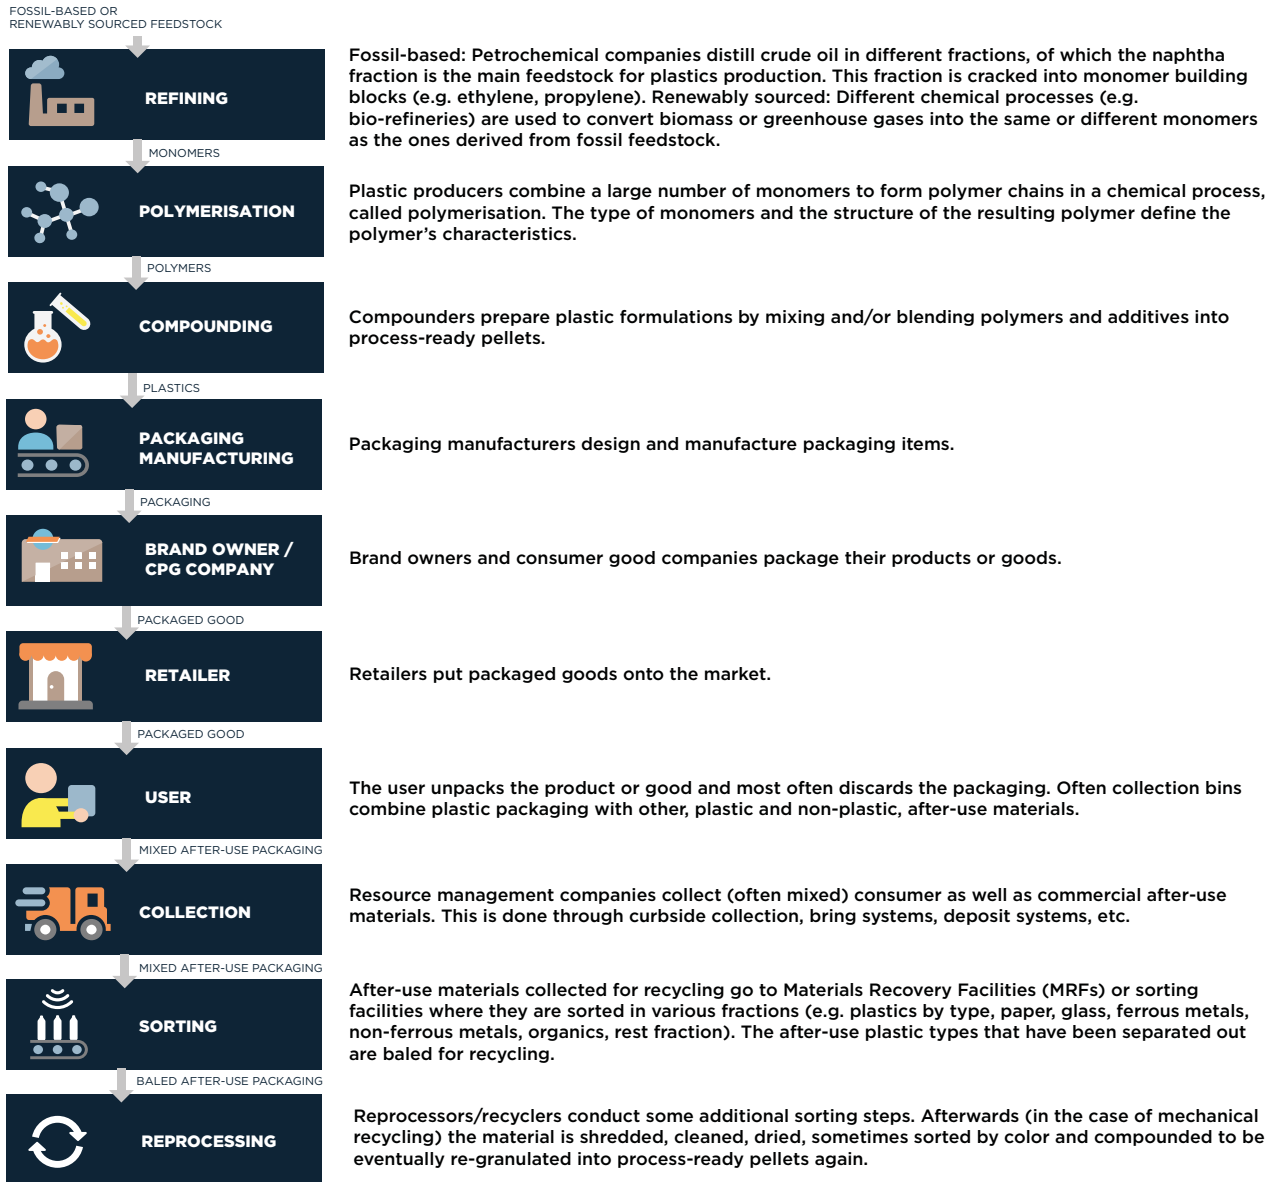 FOSSIL-BASED OR
RENEWABLY SOURCED FEEDSTOCK
REFINING
Fossil-based: Petrochemical companies distill crude oil in different fractions, of which the naphtha
fraction is the main feedstock for plastics production. This fraction is cracked into monomer building
blocks (e.g. ethylene, propylene). Renewably sourced: Different chemical processes (e.g.
bio-refineries) are used to convert biomass or greenhouse gases into the same or different monomers
as the ones derived from fossil feedstock.
MONOMERS
POLYMERISATION
Plastic producers combine a large number of monomers to form polymer chains in a chemical process,
called polymerisation. The type of monomers and the structure of the resulting polymer define the
polymer’s characteristics.
POLYMERS
COMPOUNDING
Compounders prepare plastic formulations by mixing and/or blending polymers and additives into
process-ready pellets.
PLASTICS
PACKAGING
MANUFACTURING
Packaging manufacturers design and manufacture packaging items.
PACKAGING
BRAND OWNER /
CPG COMPANY
Brand owners and consumer good companies package their products or goods.
PACKAGED GOOD
RETAILER
Retailers put packaged goods onto the market.
PACKAGED GOOD
USER
The user unpacks the product or good and most often discards the packaging. Often collection bins
combine plastic packaging with other, plastic and non-plastic, after-use materials.
MIXED AFTER-USE PACKAGING
COLLECTION
Resource management companies collect (often mixed) consumer as well as commercial after-use
materials. This is done through curbside collection, bring systems, deposit systems, etc.
MIXED AFTER-USE PACKAGING
SORTING
After-use materials collected for recycling go to Materials Recovery Facilities (MRFs) or sorting
facilities where they are sorted in various fractions (e.g. plastics by type, paper, glass, ferrous metals,
non-ferrous metals, organics, rest fraction). The after-use plastic types that have been separated out
are baled for recycling.
BALED AFTER-USE PACKAGING
REPROCESSING
Reprocessors/recyclers conduct some additional sorting steps. Afterwards (in the case of mechanical
recycling) the material is shredded, cleaned, dried, sometimes sorted by color and compounded to be
eventually re-granulated into process-ready pellets again.